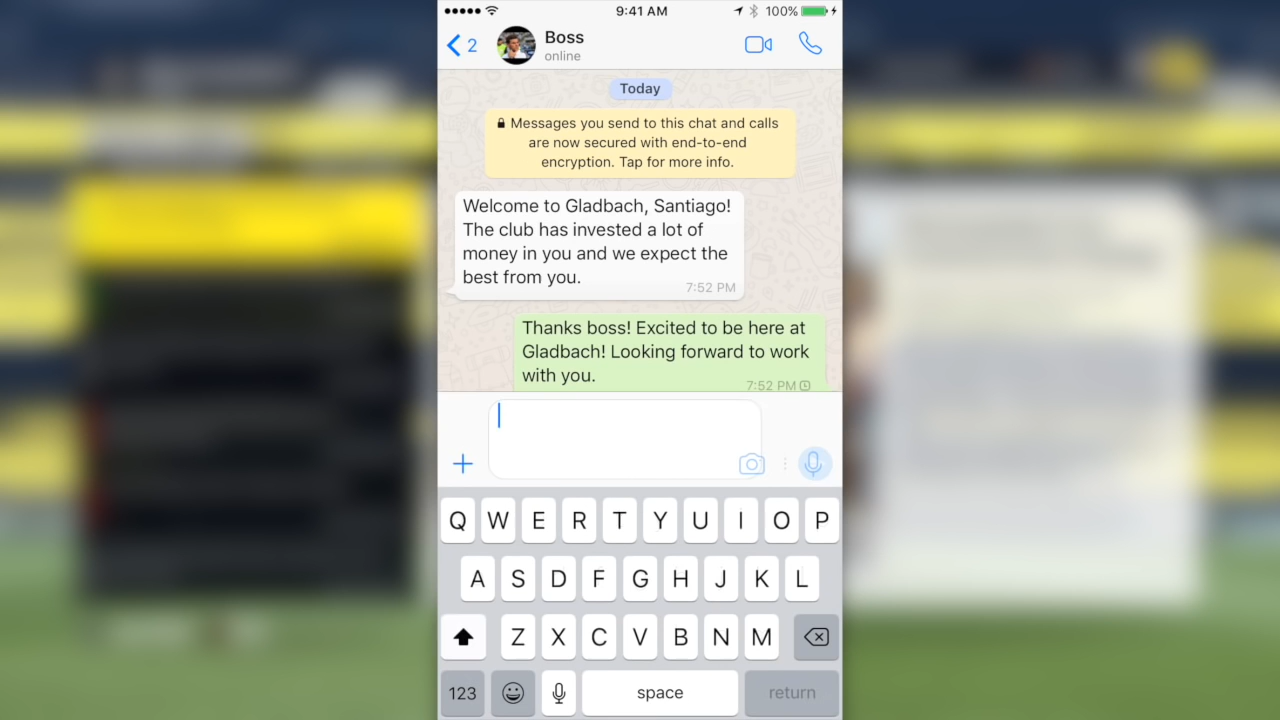 9:41 AM
100%
2
Boss
online
Today
Messages you send to this chat and calls
are now secured with end-to-end
encryption. Tap for more info.
Welcome to Gladbach, Santiago!
The club has invested a lot of
money in you and we expect the
best from you.
7:52 PM
Thanks boss! Excited to be here at
Gladbach! Looking forward to work
with you.
7:52 PM
Q W E R T Y U I O P
A S D F G H J K L
Z X C V B N M
123 space return